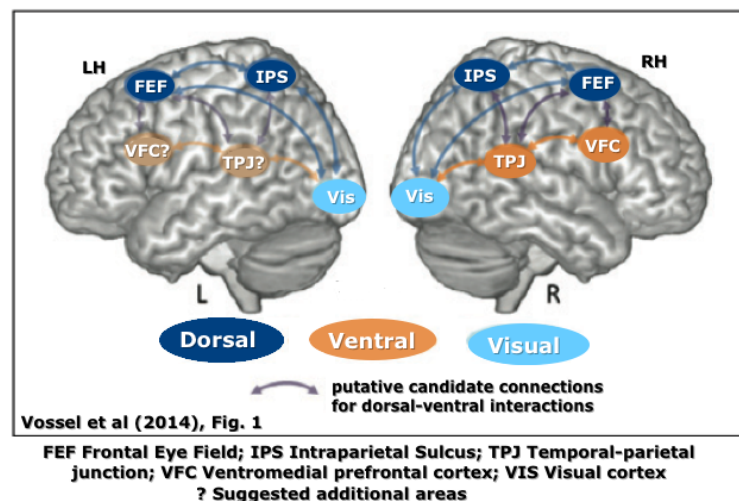 LH
RH
FEF
IPS
IPS
FEF
VFC?
TPJ?
TPJ
VFC
Vis
Vis
L
R
Dorsal
Ventral
Visual
putative candidate connections
for dorsal-ventral interactions
Vossel et al (2014), Fig. 1
FEF Frontal Eye Field; IPS Intraparietal Sulcus; TPJ Temporal-parietal
junction; VFC Ventromedial prefrontal cortex; VIS Visual cortex
? Suggested additional areas